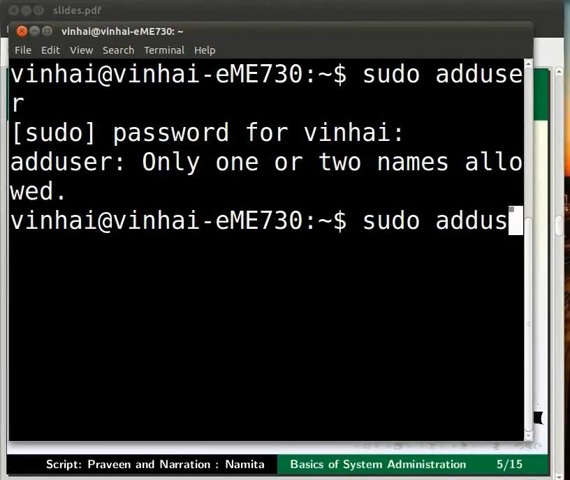 slides.pdf
vinhai@vinhai-eME730: ~
File Edit View Search Terminal Help
vinhai@vinhai-eME730:~$ sudo adduse
r
[sudo] password for vinhai:
adduser: Only one or two names allo
wed.
vinhai@vinhai-eME730:~$ sudo addus
Script: Praveen and Narration : Namita Basics of System Administration 5/15